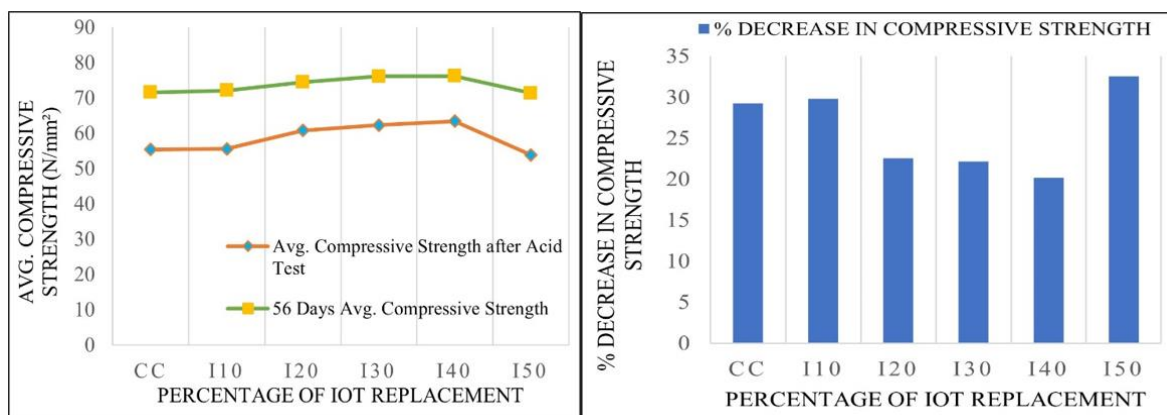 90
80
70
60
50
40
30
20
10
0
AVG. COMPRESSIVE
STRENGTH (N/mm²)
Avg. Compressive Strength after Acid
Test
56 Days Avg. Compressive Strength
CC I10 I20 I30 I40 I50
PERCENTAGE OF IOT REPLACEMENT
% DECREASE IN COMPRESSIVE STRENGTH
35
30
25
20
15
10
5
0
% DECREASE IN COMPRESSIVE
STRENGTH
CC I10 I20 I30 I40 I50
PERCENTAGE OF IOT REPLACEMENT